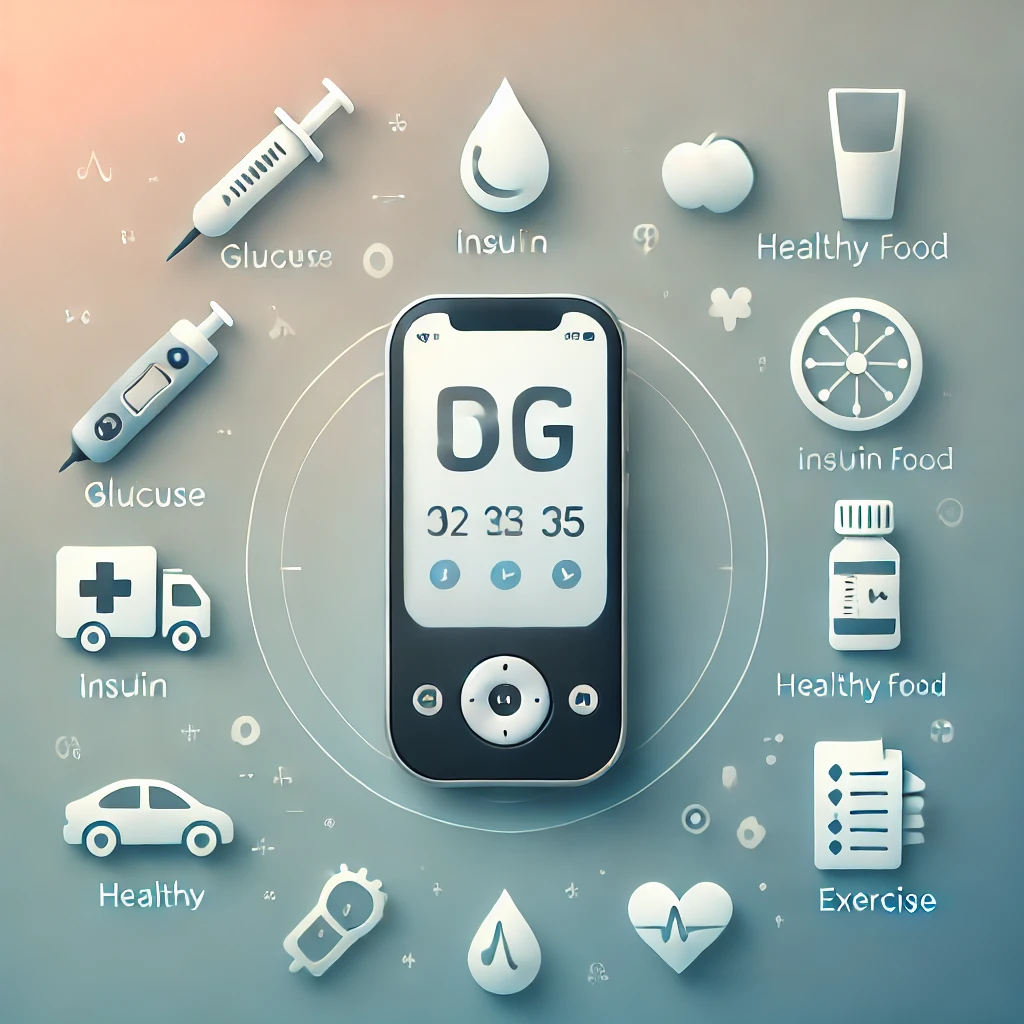 Glucuse
Insuin
Healthy Food
DG
32 33 35
insuin Food
Glucuse
Insuin
Healthy Food
Healthy
Exercise